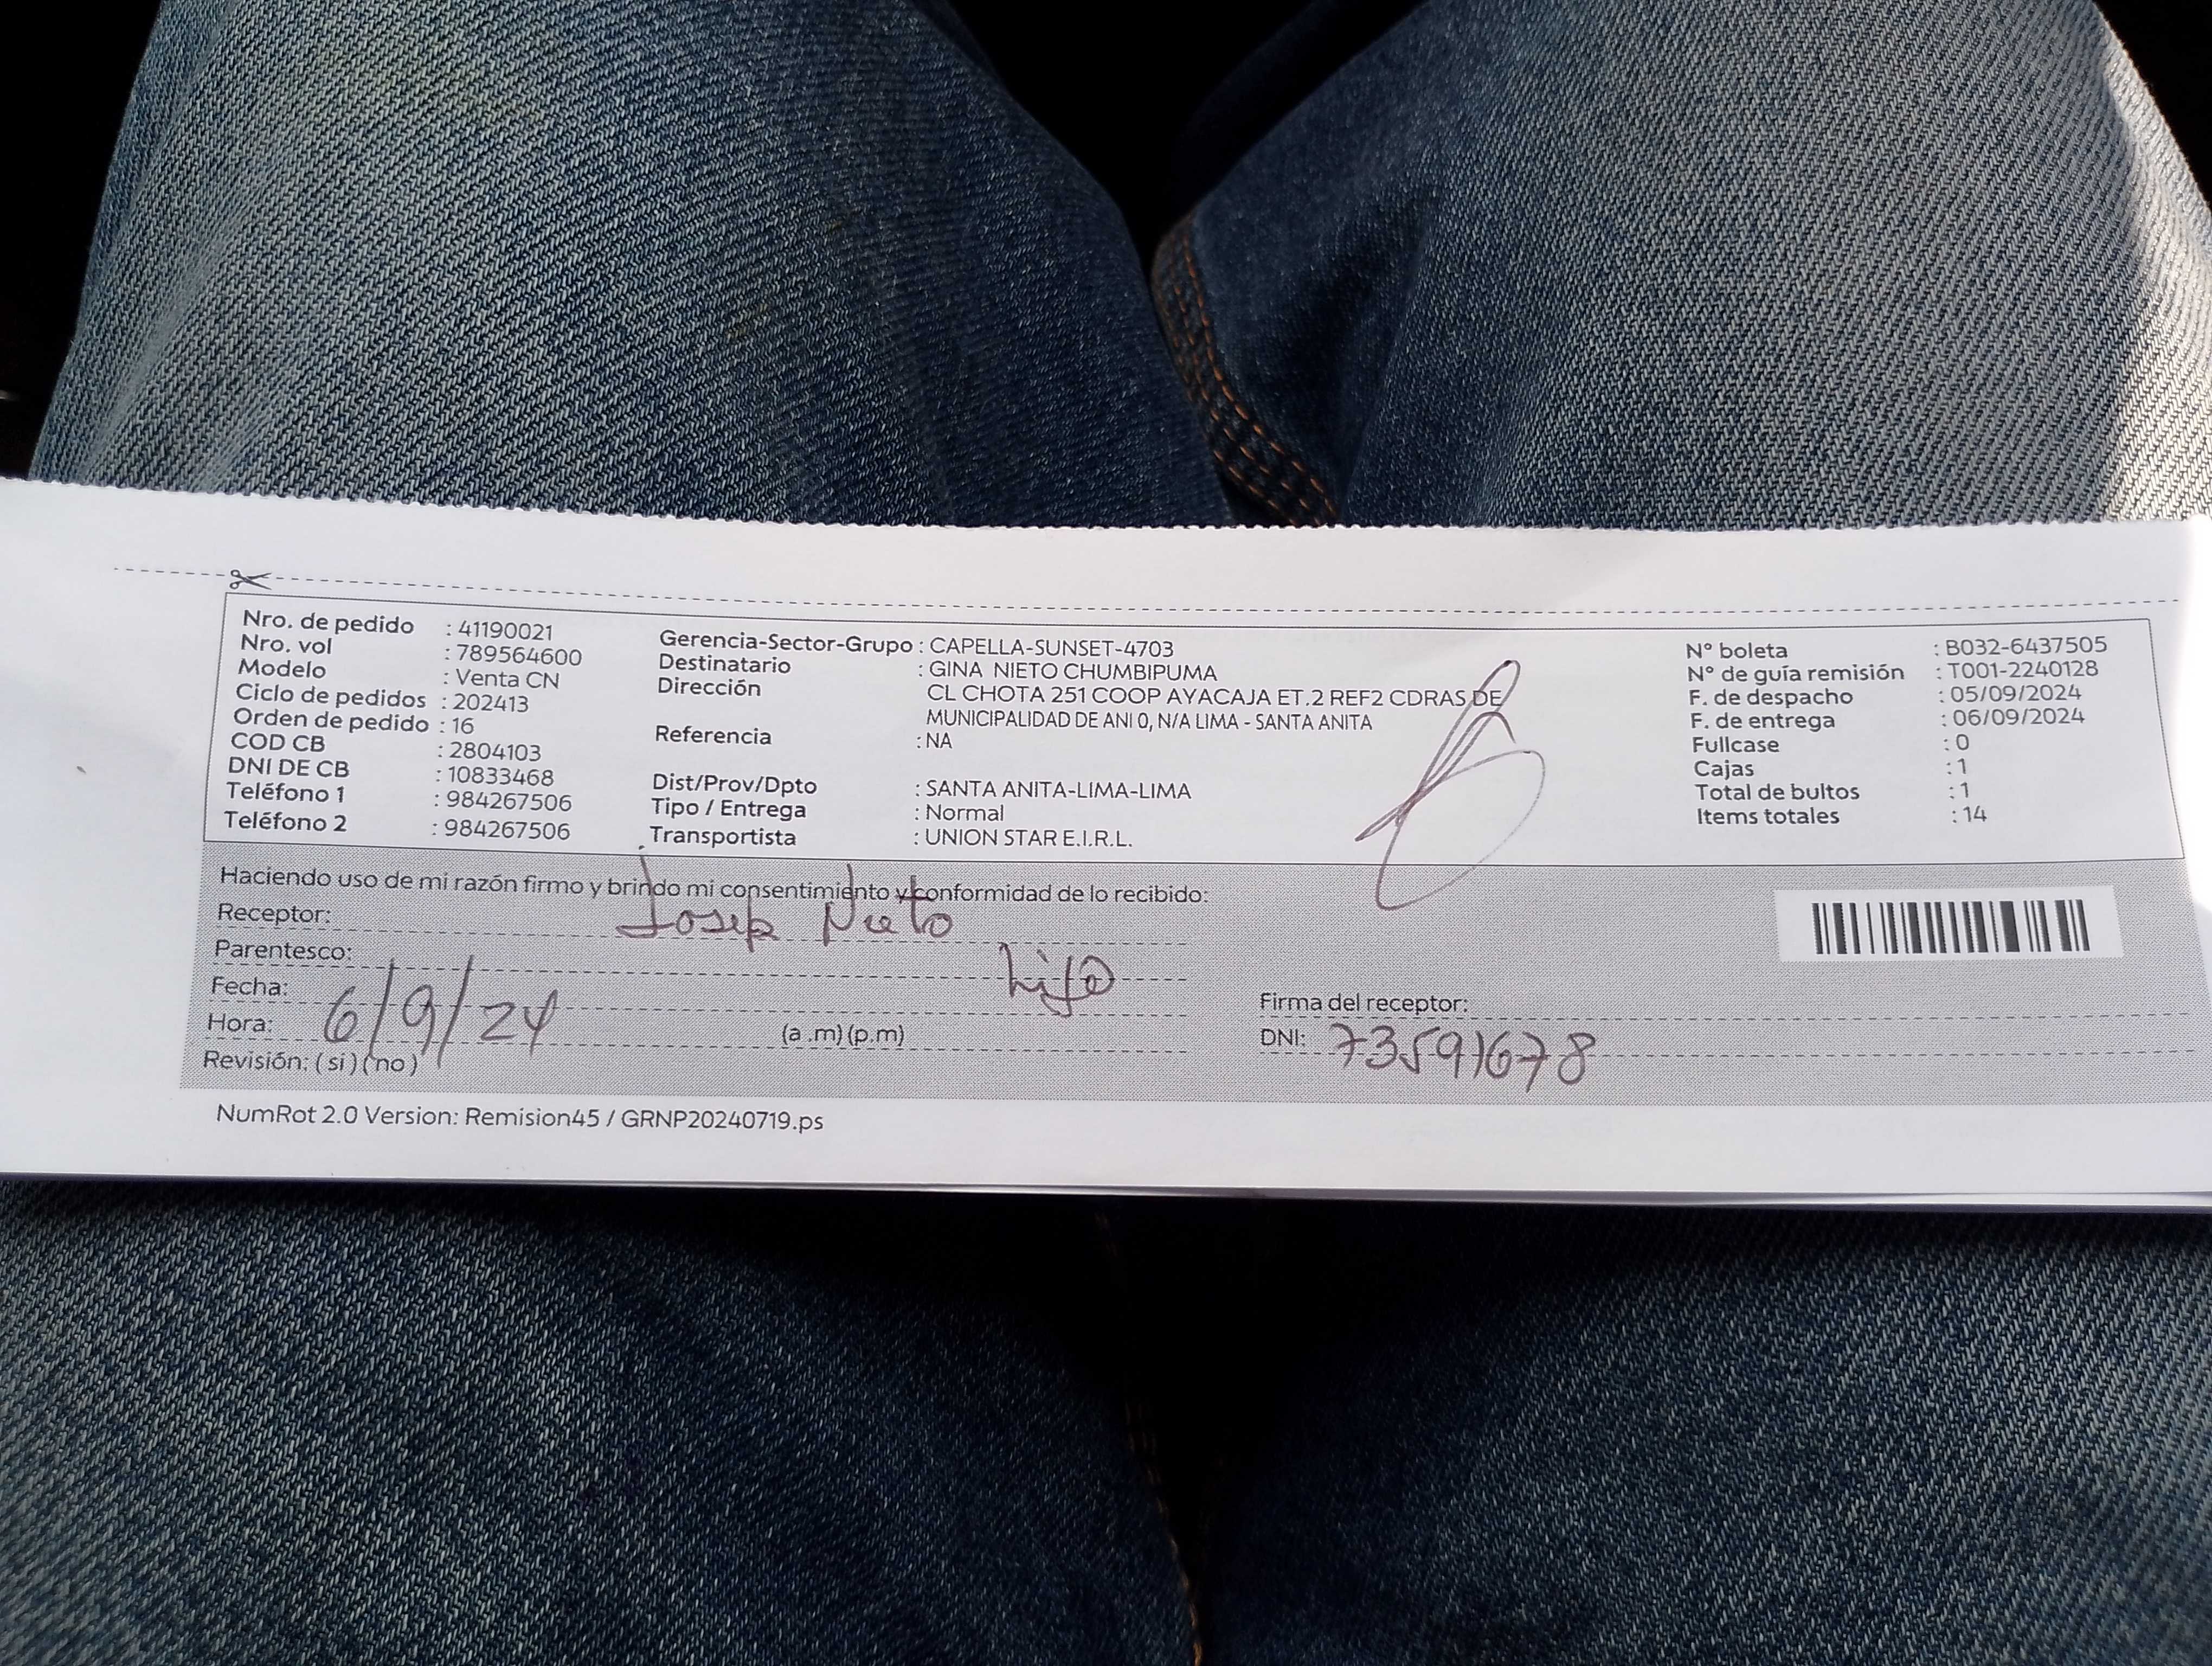 Nro. de pedido : 41190021
Nro. vol : 789564600
Modelo : Venta CN
Ciclo de pedidos : 202413
Orden de pedido : 16
COD CB : 2804103
DNI DE CB : 10833468
Teléfono 1 : 984267506
Teléfono 2 : 984267506
Gerencia-Sector-Grupo : CAPELLA-SUNSET-4703
Destinatario : GINA NIETO CHUMBIPUMA
Dirección : CL CHOTA 251 COOP AYACAJA ET.2 REF2 CDRAS DE
MUNICIPALIDAD DE ANI 0, N/A LIMA - SANTA ANITA
Referencia : NA
Dist/Prov/Dpto : SANTA ANITA-LIMA-LIMA
Tipo / Entrega : Normal
Transportista : UNION STAR E.I.R.L.
N° boleta : B032-6437505
N° de guía remisión : T001-2240128
F. de despacho : 05/09/2024
F. de entrega : 06/09/2024
Fullcase : 0
Cajas : 1
Total de bultos : 1
Items totales : 14
Haciendo uso de mi razón firmo y brindo mi consentimiento y conformidad de lo recibido:
Receptor: Josep Nieto
Parentesco: hijo
Fecha: 6/9/24
Hora: (a .m) (p.m)
Revisión: ( si ) ( no )
Firma del receptor:
DNI: 73591678
NumRot 2.0 Version: Remision45 / GRNP20240719.ps